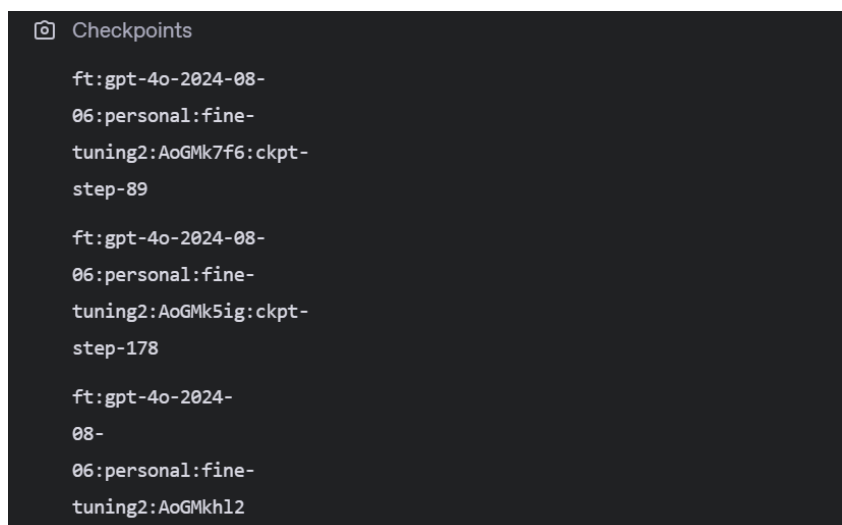 Checkpoints
ft:gpt-4o-2024-08-
06:personal:fine-
tuning2:AoGMk7f6:ckpt-
step-89
ft:gpt-4o-2024-08-
06:personal:fine-
tuning2:AoGMk5ig:ckpt-
step-178
ft:gpt-4o-2024-
08-
06:personal:fine-
tuning2:AoGMkhl2